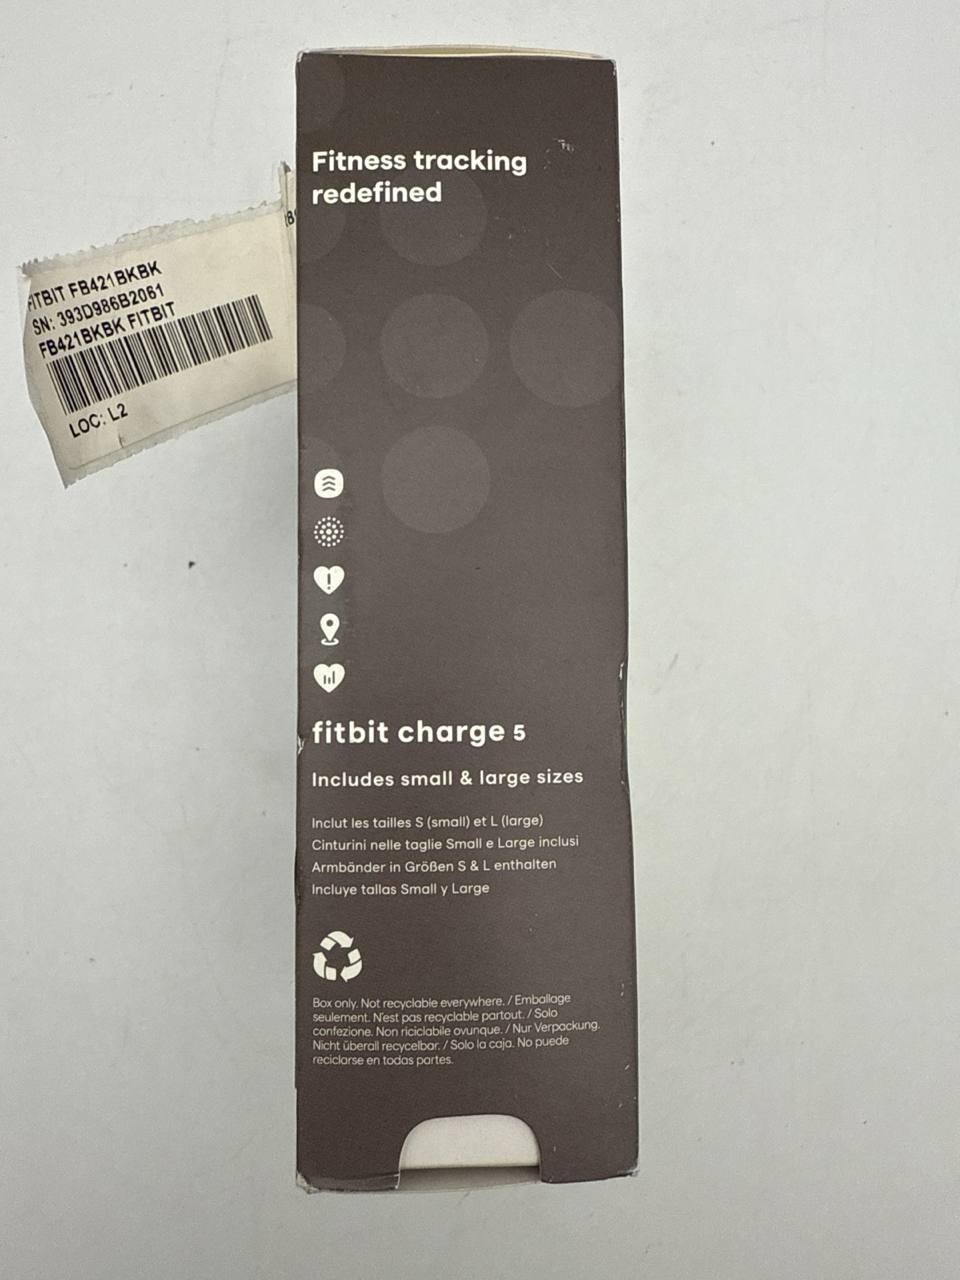 Fitness tracking
redefined
FITBIT FB421BKBK
SN: 393D986B2061
FB421BKBK FITBIT
LOC: L2
fitbit charge 5
Includes small & large sizes
Inclut les tailles S (small) et L (large)
Cinturini nelle taglie Small e Large inclusi
Armbänder in Größen S & L enthalten
Incluye tallas Small y Large
Box only. Not recyclable everywhere. / Emballage
seulement. N'est pas recyclable partout. / Solo
confezione. Non riciclabile ovunque. / Nur Verpackung.
Nicht überall recycelbar. / Solo la caja. No puede
reciclarse en todas partes.